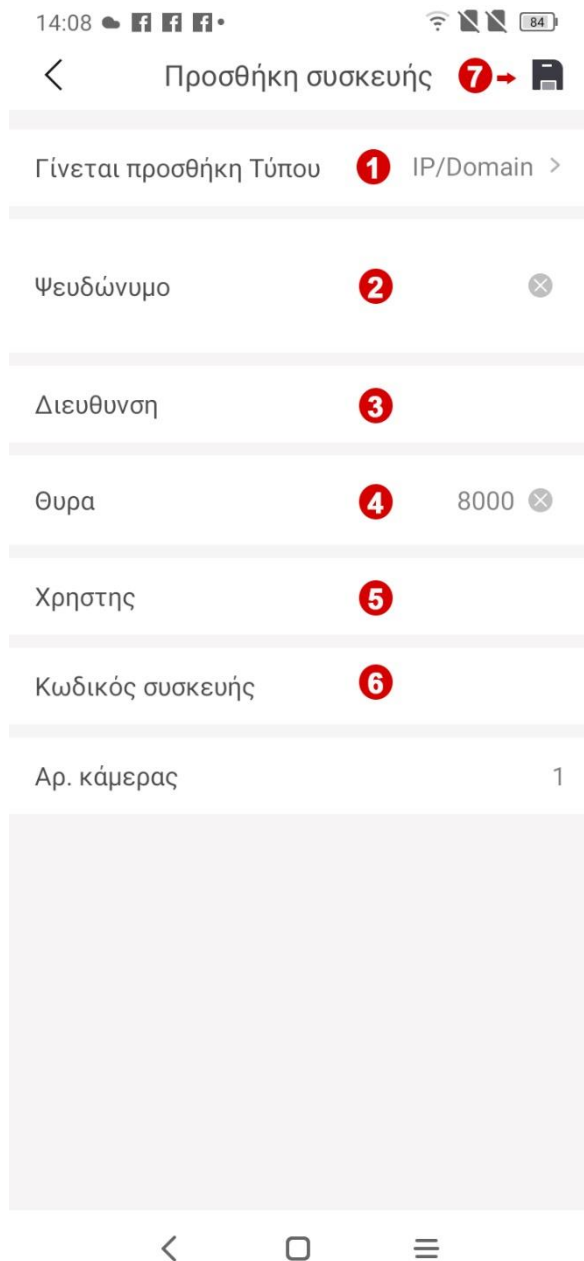 14:08 84
Προσθήκη συσκευής 7
Γίνεται προσθήκη Τύπου 1 IP/Domain >
Ψευδώνυμο 2
Διευθυνση 3
Θυρα 4 8000
Χρηστης 5
Κωδικός συσκευής 6
Αρ. κάμερας 1